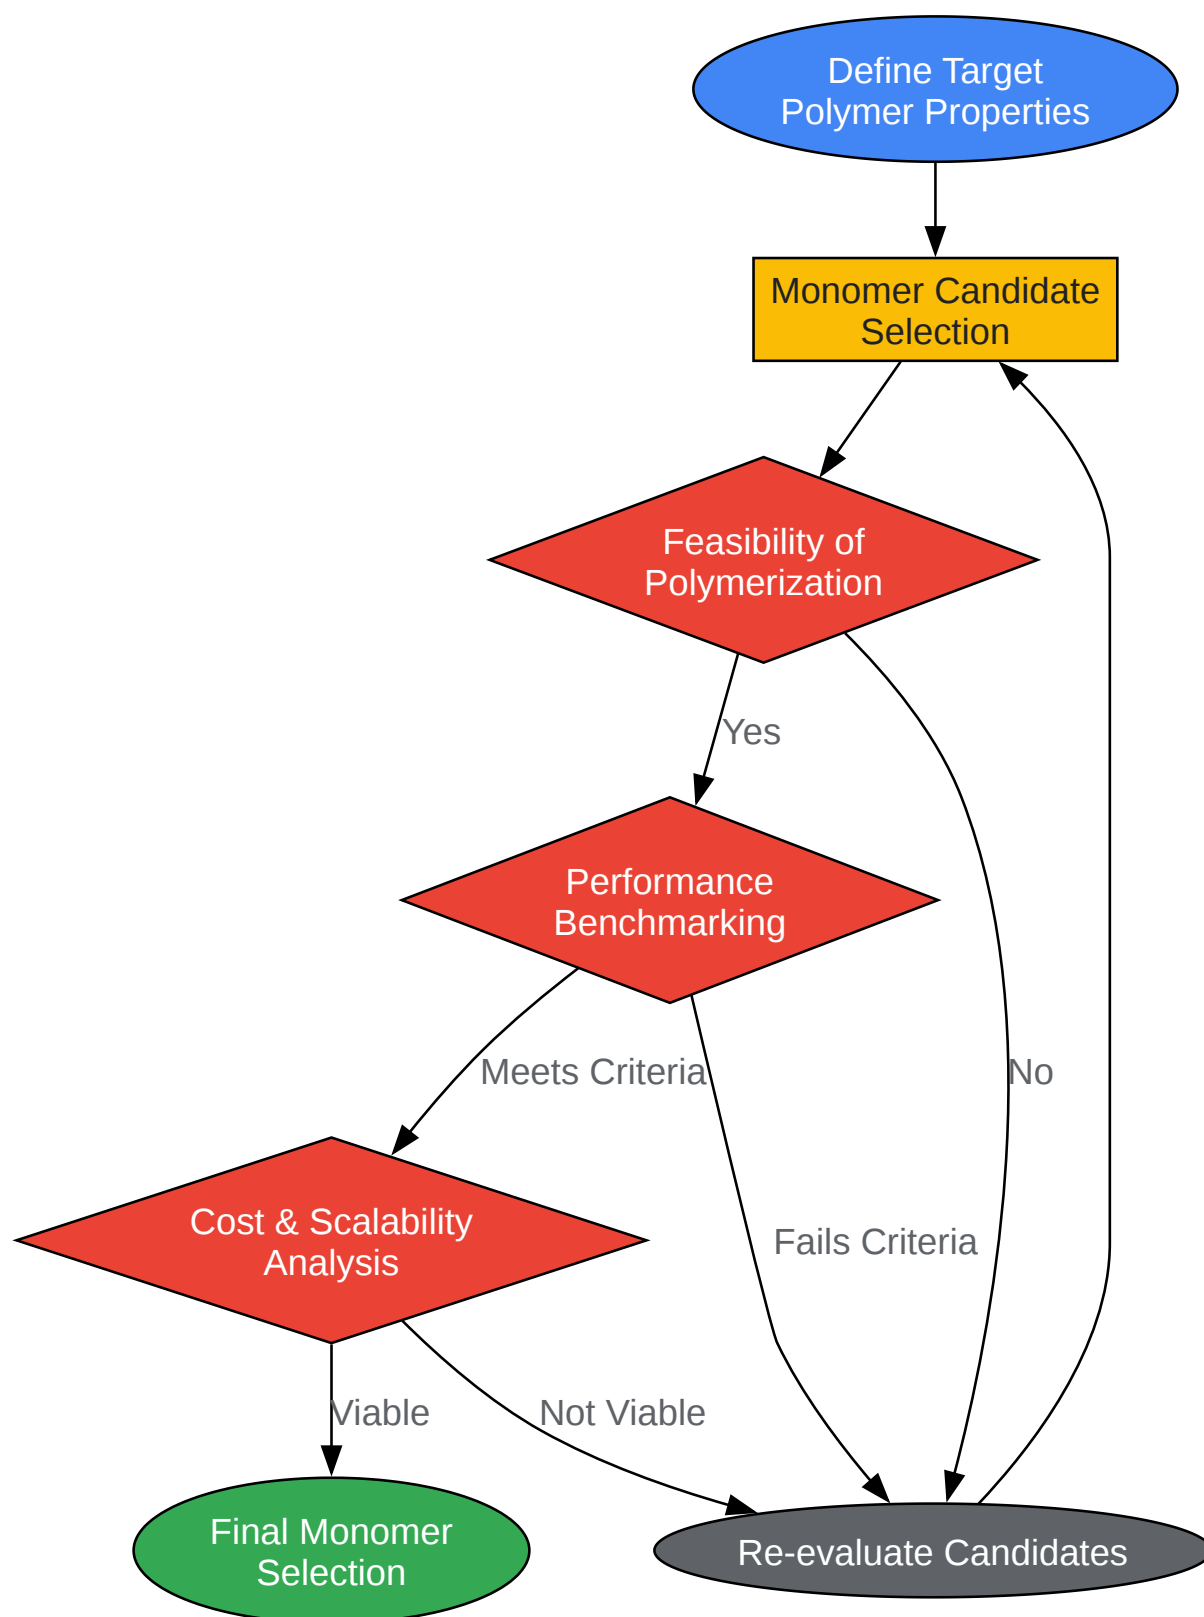 Define Target
Polymer Properties
Monomer Candidate
Selection
Feasibility of
Polymerization
Yes
Performance
Benchmarking
Meets Criteria
No
Cost & Scalability
Analysis
Fails Criteria
Viable
Not Viable
Final Monomer
Selection
Re-evaluate Candidates